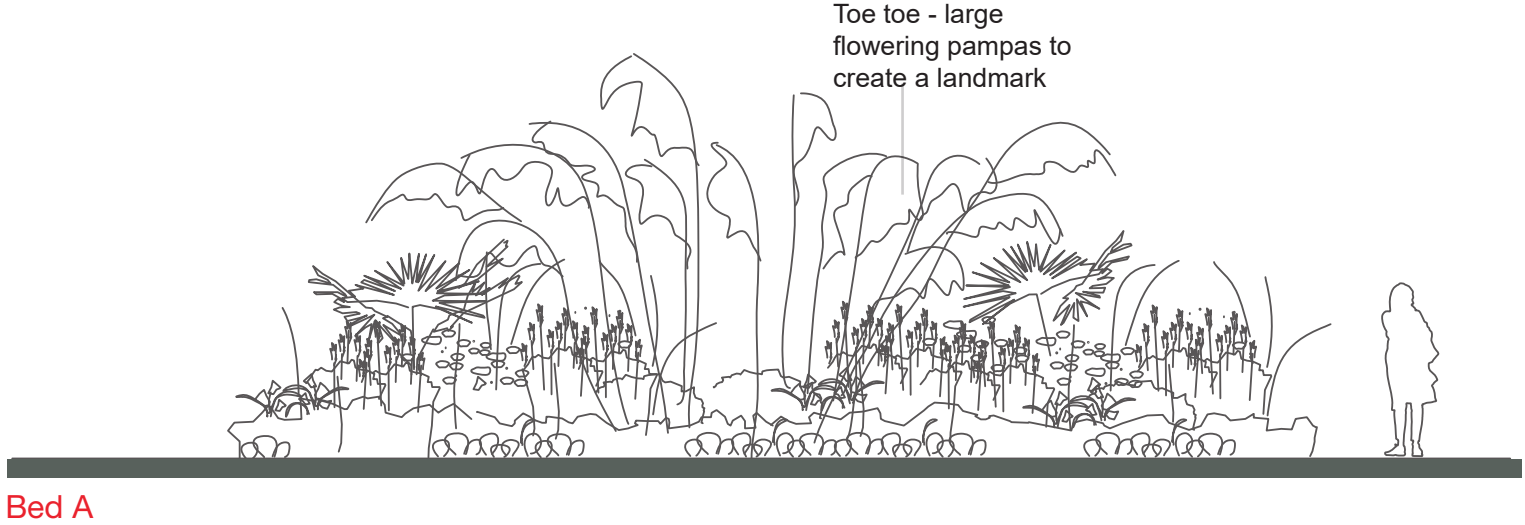 Toe toe - large
flowering pampas to
create a landmark
Bed A